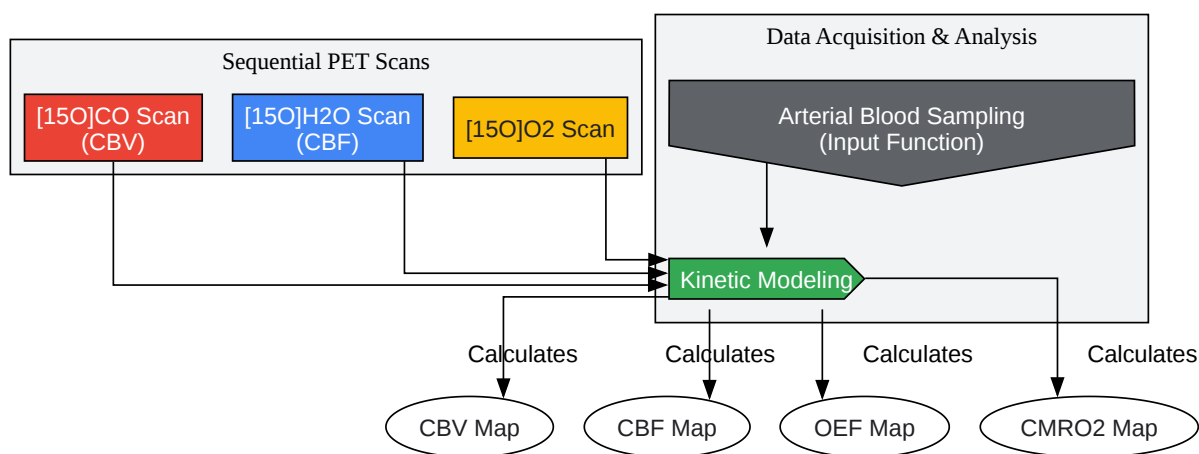 Data Acquisition & Analysis
Sequential PET Scans
[15O]CO Scan
(CBV)
[15O]H2O Scan
(CBF)
[15O]O2 Scan
Arterial Blood Sampling
(Input Function)
Kinetic Modeling
Calculates
Calculates
Calculates
Calculates
CBV Map
CBF Map
OEF Map
CMRO2 Map